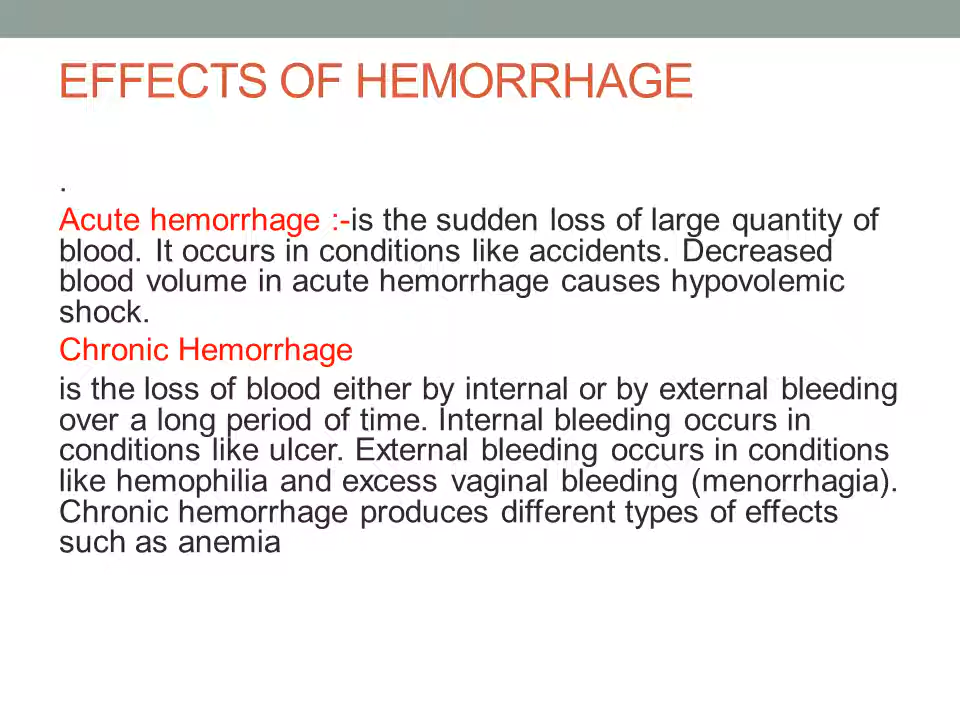 EFFECTS OF HEMORRHAGE
.
Acute hemorrhage :-is the sudden loss of large quantity of
blood. It occurs in conditions like accidents. Decreased
blood volume in acute hemorrhage causes hypovolemic
shock.
Chronic Hemorrhage
is the loss of blood either by internal or by external bleeding
over a long period of time. Internal bleeding occurs in
conditions like ulcer. External bleeding occurs in conditions
like hemophilia and excess vaginal bleeding (menorrhagia).
Chronic hemorrhage produces different types of effects
such as anemia